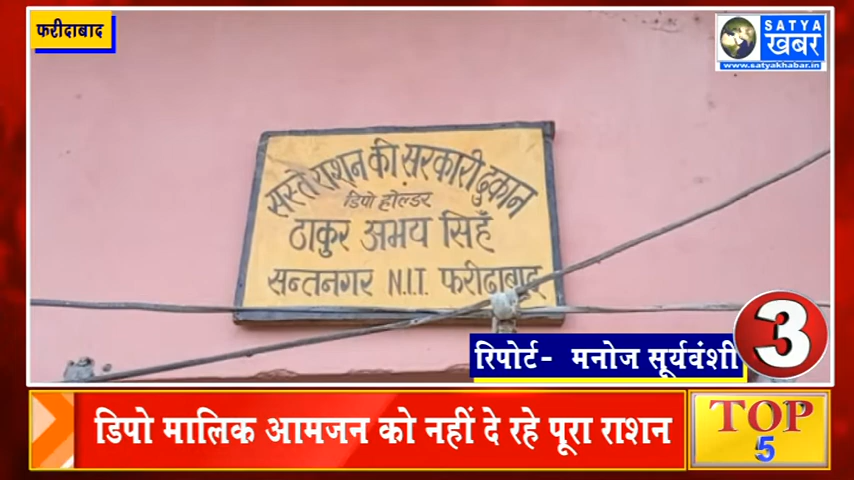 फरीदाबाद
SATYA
खबर
www.satyakhabar.in
सस्ते राशन की सरकारी दुकान
डिपो होल्डर
ठाकुर अभय सिहँ
सन्तनगर N.I.T. फरीदाबाद
रिपोर्ट- मनोज सूर्यवंशी
3
डिपो मालिक आमजन को नहीं दे रहे पूरा राशन
TOP
5